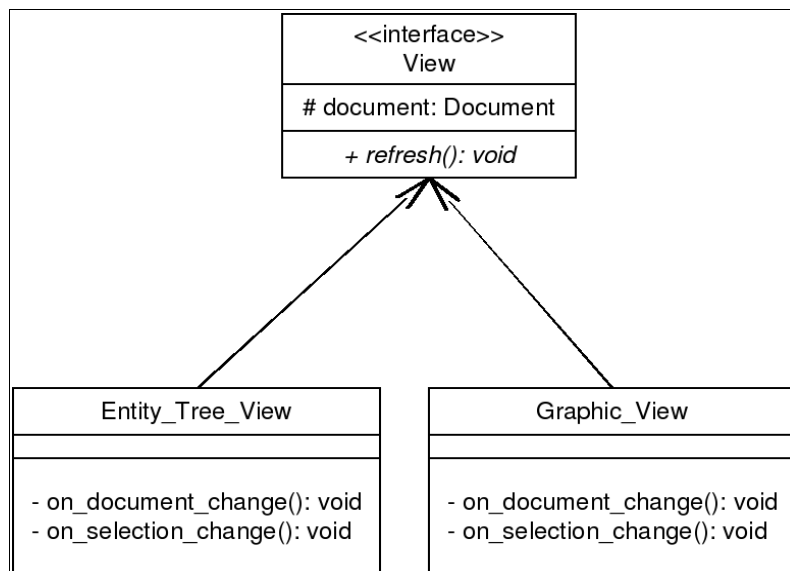 <<interface>>
View
# document: Document
+ refresh(): void
Entity_Tree_View
- on_document_change(): void
- on_selection_change(): void
Graphic_View
- on_document_change(): void
- on_selection_change(): void